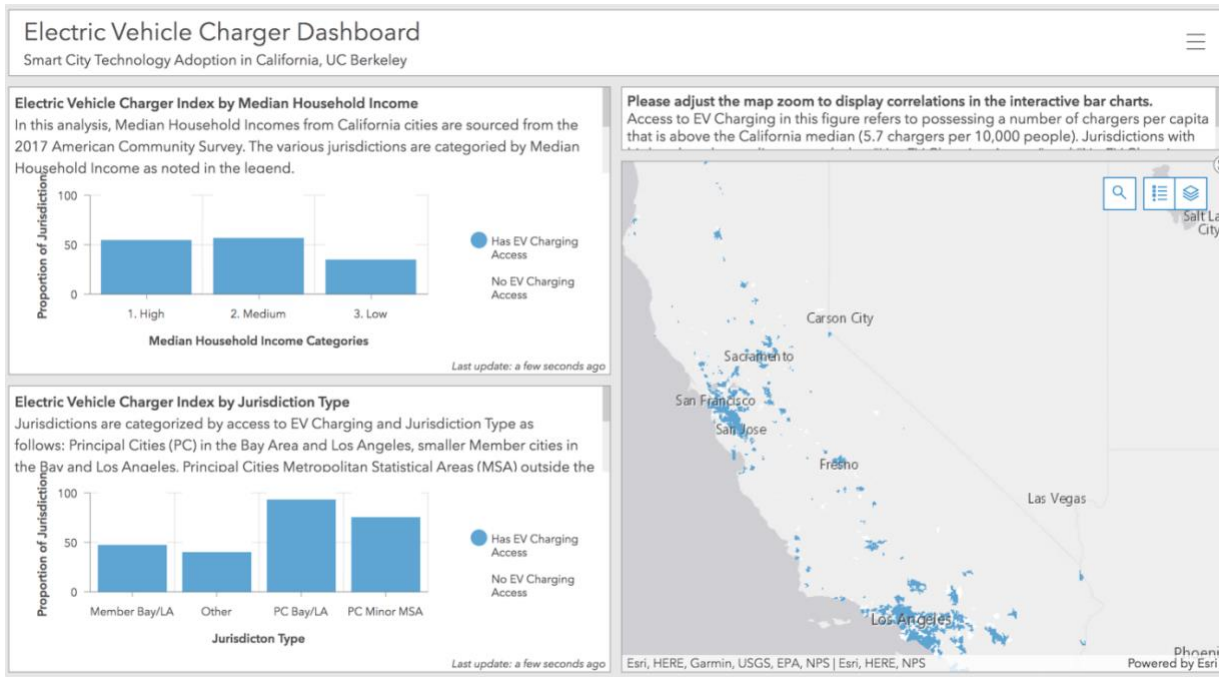 Electric Vehicle Charger Dashboard
Smart City Technology Adoption in California, UC Berkeley
Electric Vehicle Charger Index by Median Household Income
In this analysis, Median Household Incomes from California cities are sourced from the
2017 American Community Survey. The various jurisdictions are categoried by Median
Household Income as noted in the legend.
Proportion of Jurisdiction
100
50
0
1. High
2. Medium
3. Low
Median Household Income Categories
Has EV Charging
Access
No EV Charging
Access
Last update: a few seconds ago
Electric Vehicle Charger Index by Jurisdiction Type
Jurisdictions are categorized by access to EV Charging and Jurisdiction Type as
follows: Principal Cities (PC) in the Bay Area and Los Angeles, smaller Member cities in
the Bay and Los Angeles, Principal Cities Metropolitan Statistical Areas (MSA) outside the
Proportion of Jurisdiction
100
50
0
Member Bay/LA
Other
PC Bay/LA
PC Minor MSA
Jurisdicton Type
Has EV Charging
Access
No EV Charging
Access
Last update: a few seconds ago
Please adjust the map zoom to display correlations in the interactive bar charts.
Access to EV Charging in this figure refers to possessing a number of chargers per capita
that is above the California median (5.7 chargers per 10,000 people). Jurisdictions with
Salt La
City
Carson City
Sacramento
San Francisco
San Jose
Fresno
Las Vegas
Los Angeles
Phoeni
Esri, HERE, Garmin, USGS, EPA, NPS | Esri, HERE, NPS
Powered by Esri